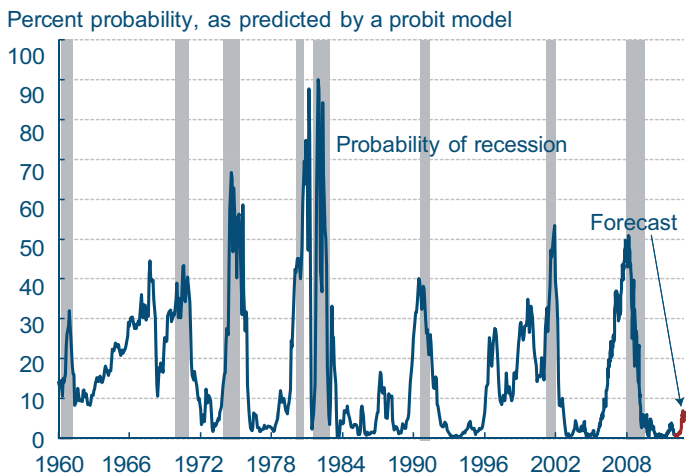 Percent probability, as predicted by a probit model
100
90
80
70
60
50
40
30
20
10
0
Probability of recession
Forecast
1960 1966 1972 1978 1984 1990 1996 2002 2008